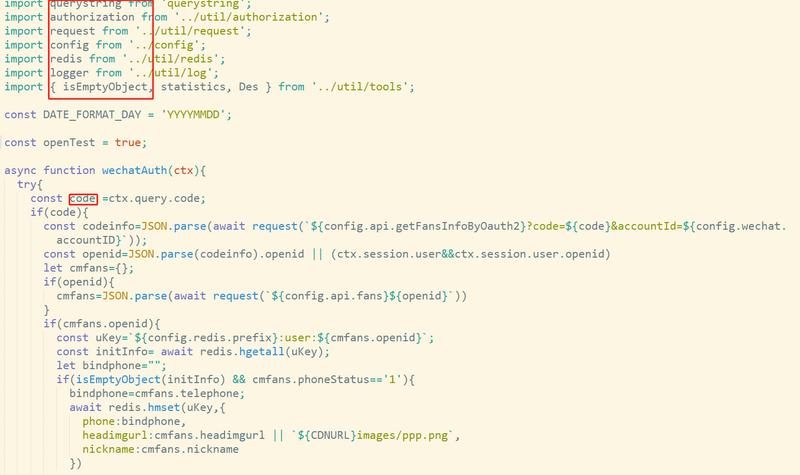 import querystring from 'querystring';
import authorization from '../util/authorization';
import request from '../util/request';
import config from '../config';
import redis from '../util/redis';
import logger from '../util/log';
import { isEmptyObject, statistics, Des } from '../util/tools';
const DATE_FORMAT_DAY = 'YYYYMMDD';
const openTest = true;
async function wechatAuth(ctx){
try{
const code =ctx.query.code;
if(code){
const codeinfo=JSON.parse(await request(`${config.api.getFansInfoByOauth2}?code=${code}&accountId=${config.wechat.
accountID}`));
const openid=JSON.parse(codeinfo).openid || (ctx.session.user&&ctx.session.user.openid)
let cmfans={};
if(openid){
cmfans=JSON.parse(await request(`${config.api.fans}${openid}`))
}
if(cmfans.openid){
const uKey=`${config.redis.prefix}:user:${cmfans.openid}`;
const initInfo= await redis.hgetall(uKey);
let bindphone="";
if(isEmptyObject(initInfo) && cmfans.phoneStatus=='1'){
bindphone=cmfans.telephone;
await redis.hmset(uKey,{
phone:bindphone,
headimgurl:cmfans.headimgurl || `${CDNURL}images/ppp.png`,
nickname:cmfans.nickname
})